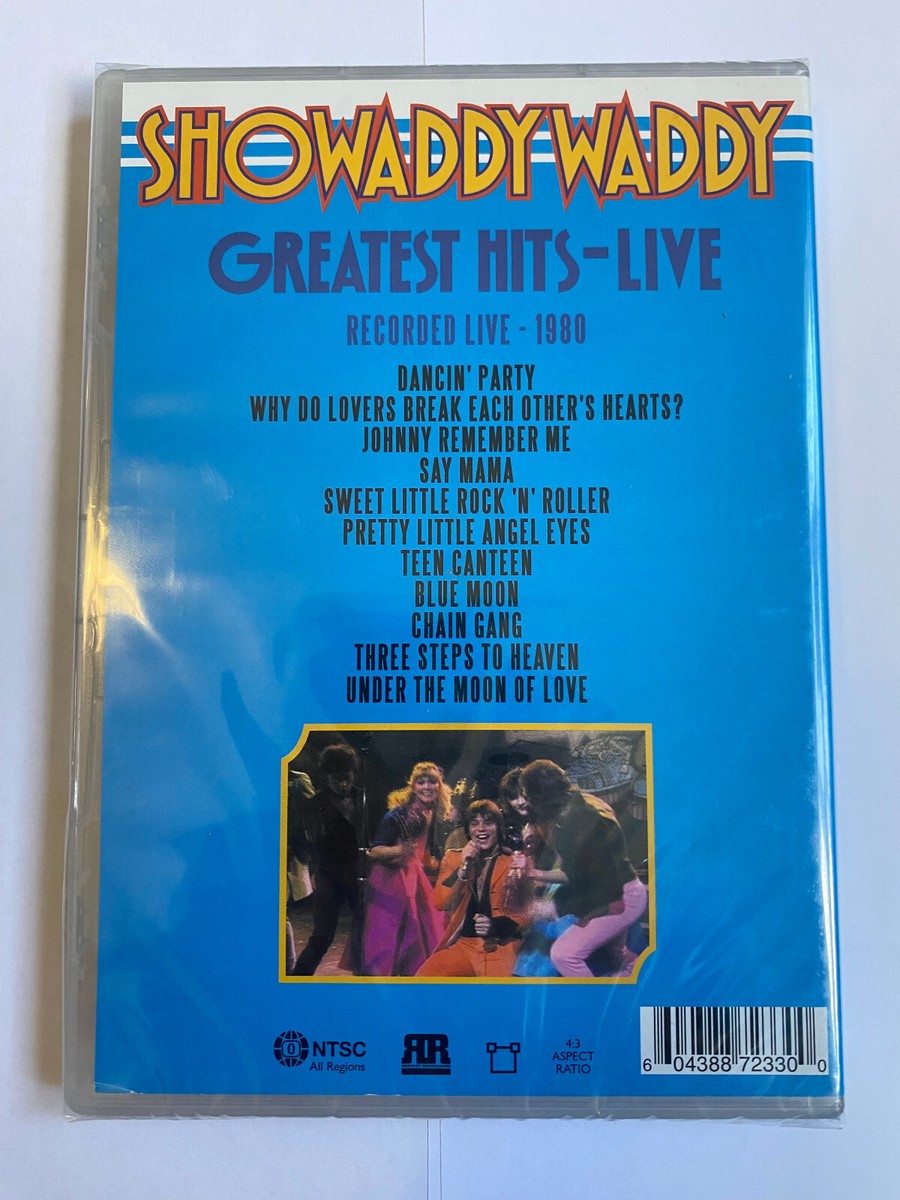 SHOWADDYWADDY
GREATEST HITS-LIVE
RECORDED LIVE - 1980
DANCIN' PARTY
WHY DO LOVERS BREAK EACH OTHER'S HEARTS?
JOHNNY REMEMBER ME
SAY MAMA
SWEET LITTLE ROCK 'N' ROLLER
PRETTY LITTLE ANGEL EYES
TEEN CANTEEN
BLUE MOON
CHAIN GANG
THREE STEPS TO HEAVEN
UNDER THE MOON OF LOVE
0 NTSC
All Regions
4:3
ASPECT
RATIO
6 04388 72330 0